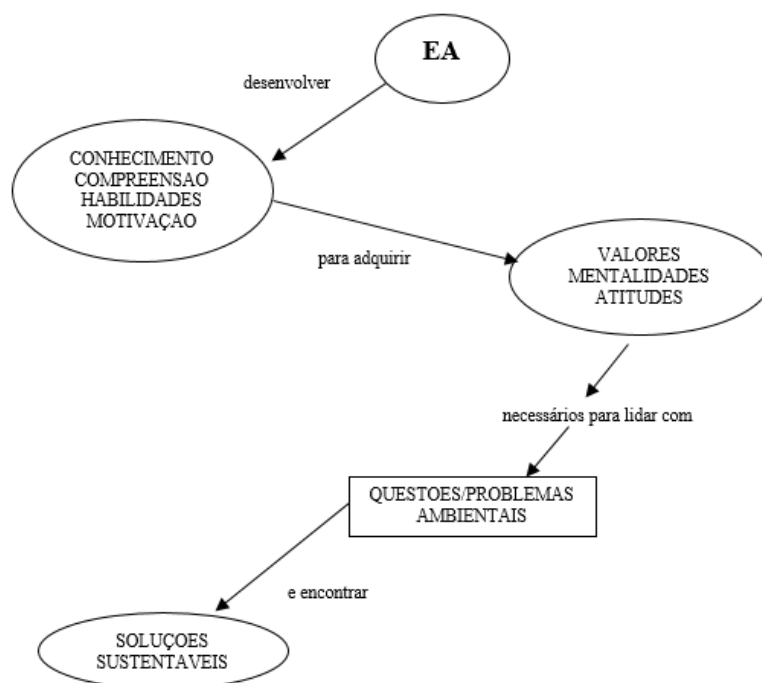 EA
desenvolver
CONHECIMENTO
COMPREENSAO
HABILIDADES
MOTIVAÇAO
para adquirir
VALORES
MENTALIDADES
ATITUDES
necessários para lidar com
QUESTOES/PROBLEMAS
AMBIENTAIS
e encontrar
SOLUÇOES
SUSTENTAVEIS